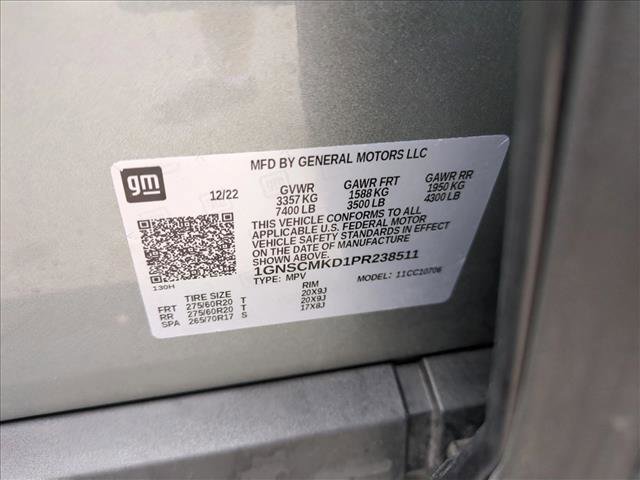 MFD BY GENERAL MOTORS LLC
gm
12/22 GVWR GAWR FRT GAWR RR
3357 KG 1588 KG 1950 KG
7400 LB 3500 LB 4300 LB
THIS VEHICLE CONFORMS TO ALL
APPLICABLE U.S. FEDERAL MOTOR
VEHICLE SAFETY STANDARDS IN EFFECT
ON THE DATE OF MANUFACTURE SHOWN ABOVE
1GNSCMKD1PR238511
TYPE: MPV MODEL: 11CC10706
130H
TIRE SIZE RIM
FRT 275/60R20 T 20X9J
RR 275/60R20 T 20X9J
SPA 265/70R17 S 17X8J